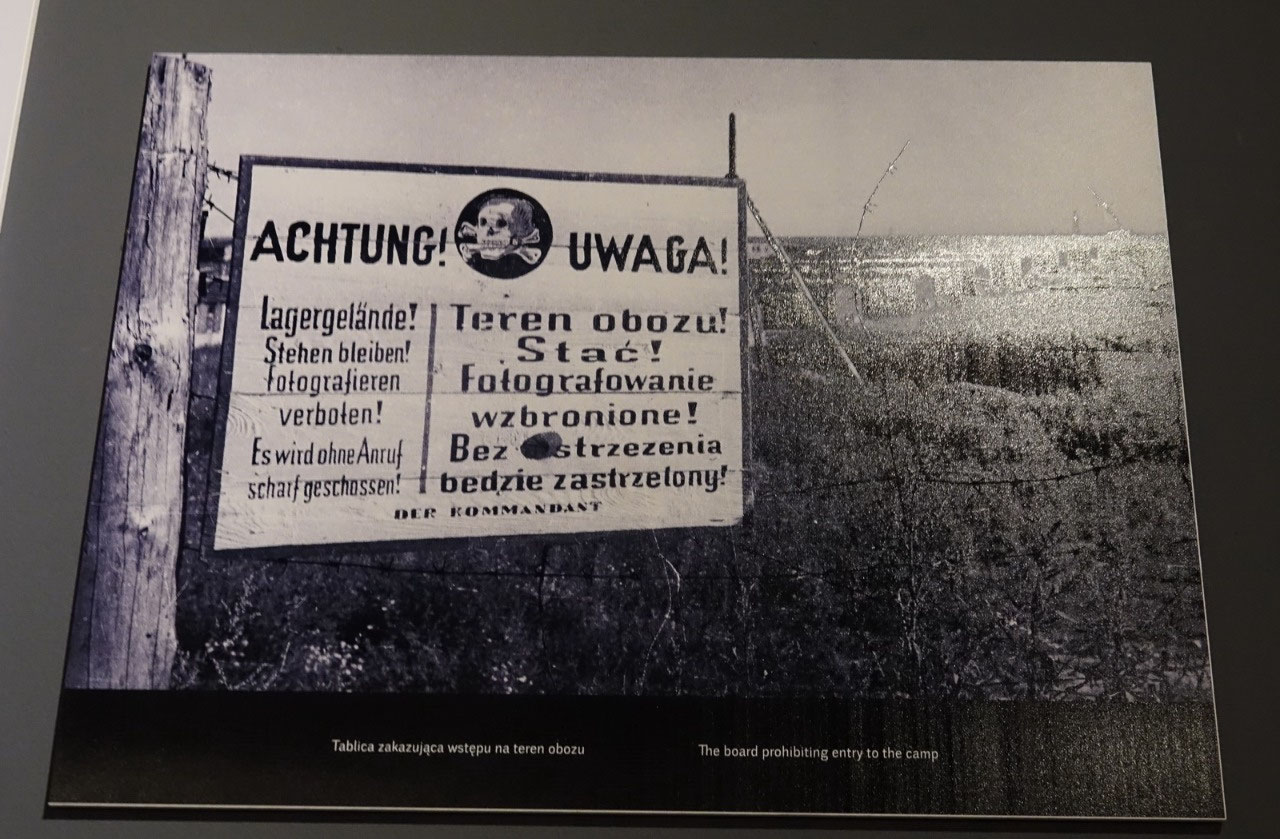 ACHTUNG! UWAGA!
Lagergelände!
Stehen bleiben!
fotografieren
verboten!
Es wird ohne Anruf
scharf geschossen!
Teren obozu!
Stać!
Fotografowanie
wzbronione!
Bez strzezenia
bedzie zastrzelony!
DER KOMMANDANT
Tablica zakazująca wstępu na teren obozu
The board prohibiting entry to the camp